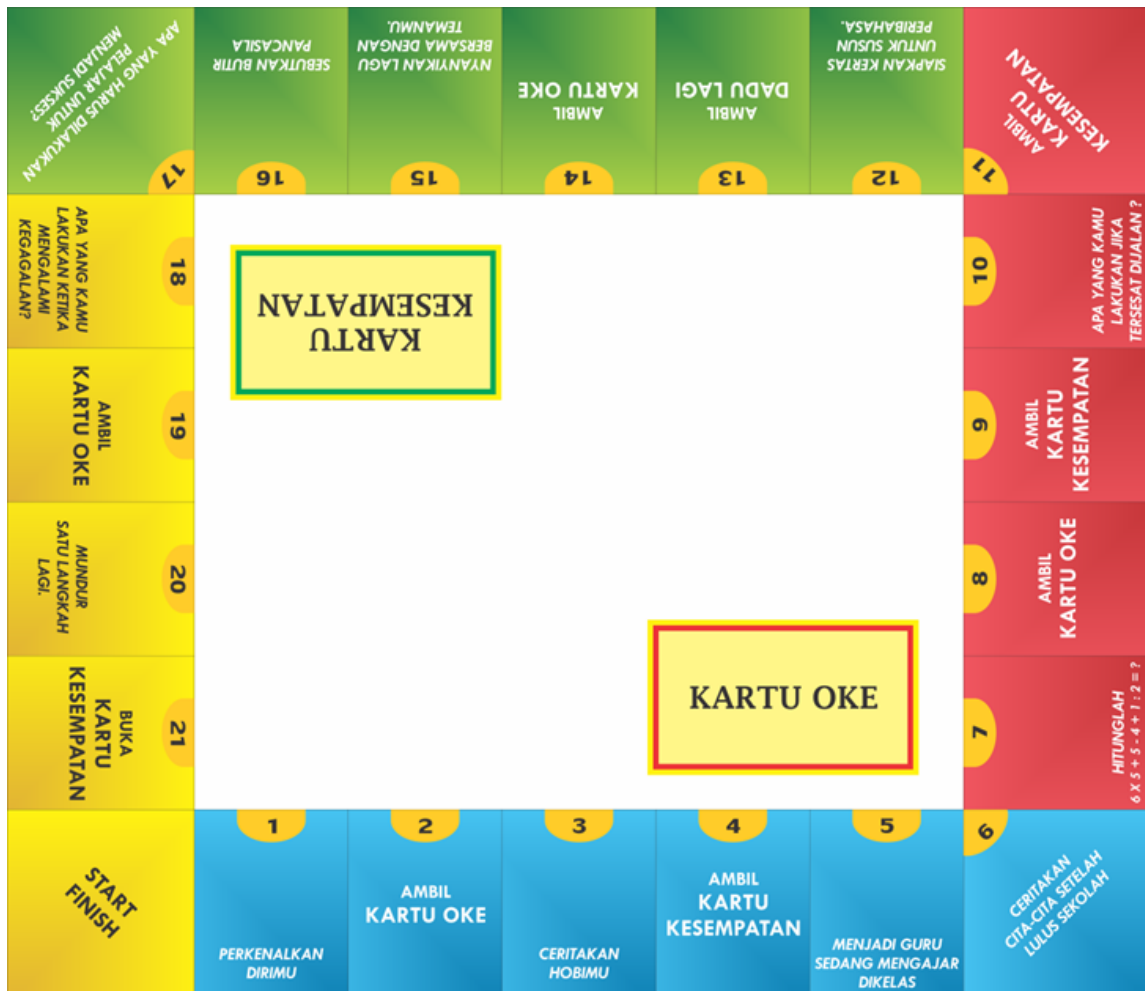 START
FINISH
1
PERKENALKAN
DIRIMU
2
AMBIL
KARTU OKE
3
CERITAKAN
HOBIMU
4
AMBIL
KARTU
KESEMPATAN
5
MENJADI GURU
SEDANG MENGAJAR
DIKELAS
6
CERITAKAN
CITA-CITA SETELAH
LULUS SEKOLAH
7
HITUNGLAH
6 X 5 + 5 - 4 + 1 : 2 = ?
8
AMBIL
KARTU OKE
9
AMBIL
KARTU
KESEMPATAN
10
APA YANG KAMU
LAKUKAN JIKA
TERSESAT DIJALAN ?
11
AMBIL
KARTU
KESEMPATAN
12
SIAPKAN KERTAS
UNTUK SUSUN
PERIBAHASA.
13
AMBIL
DADU LAGI
14
AMBIL
KARTU OKE
15
NYANYIKAN LAGU
BERSAMA DENGAN
TEMANMU.
16
SEBUTKAN BUTIR
PANCASILA
17
APA YANG HARUS DILAKUKAN
PELAJAR UNTUK
MENJADI SUKSES?
18
APA YANG KAMU
LAKUKAN KETIKA
MENGALAMI
KEGAGALAN?
19
AMBIL
KARTU OKE
20
MUNDUR
SATU LANGKAH
LAGI.
21
BUKA
KARTU
KESEMPATAN
KARTU
KESEMPATAN
KARTU OKE